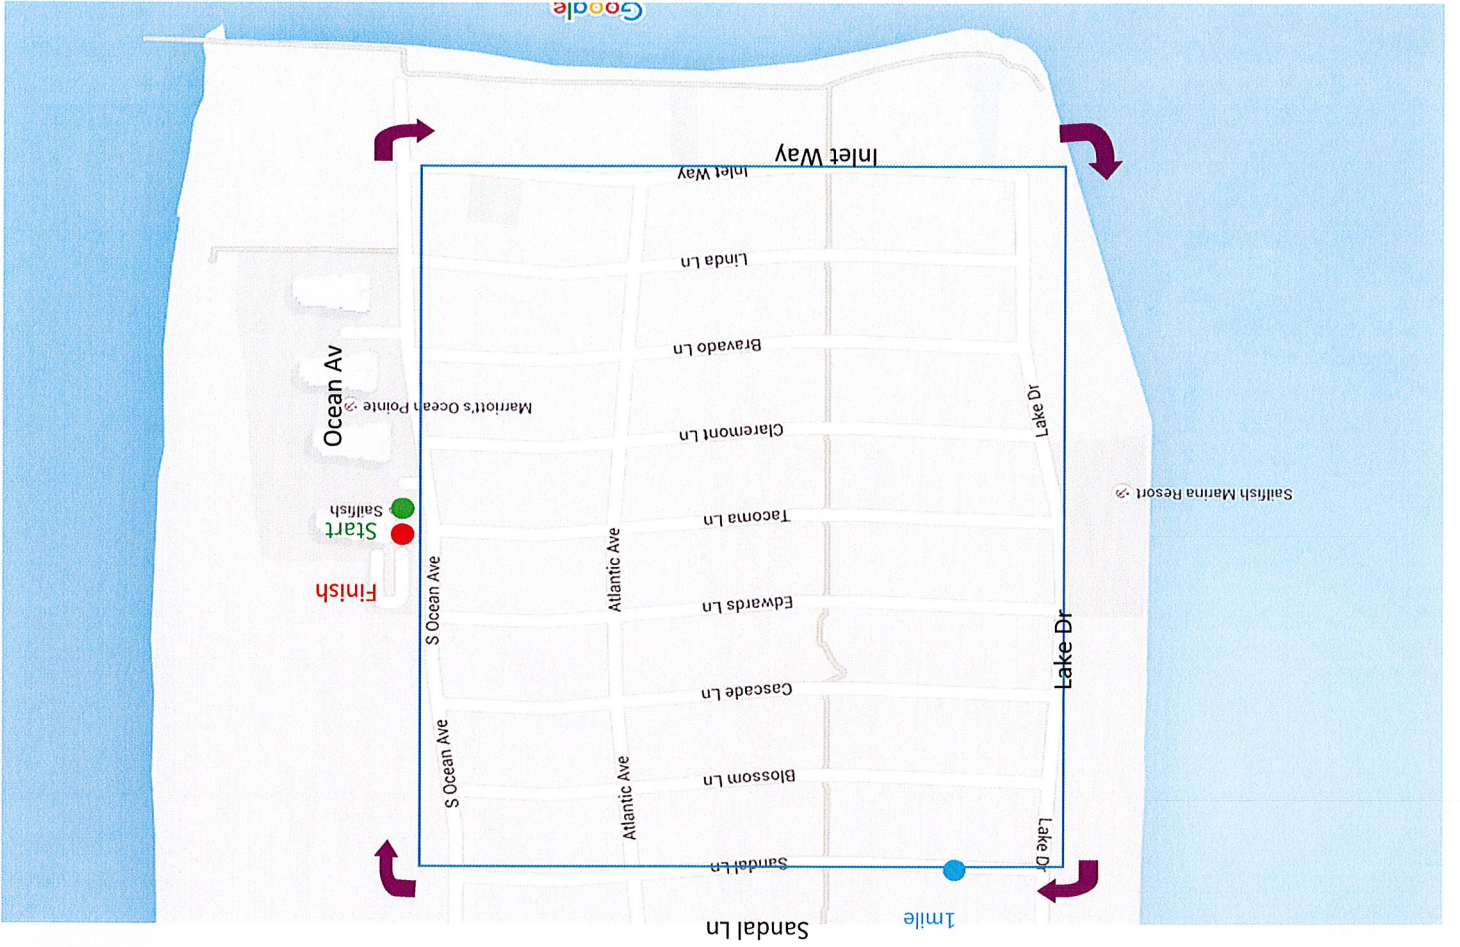 Sandal Ln
1mile
Sandal Ln
Lake Dr
Atlantic Ave
S Ocean Ave
Blossom Ln
Cascade Ln
Lake Dr
Edwards Ln
S Ocean Ave
Atlantic Ave
Finish
Start
Sailfish
Tacoma Ln
Sailfish Marina Resort
Claremont Ln
Lake Dr
Marriott's Ocean Pointe
Ocean Av
Bravado Ln
Linda Ln
Inlet Way
Inlet Way
Google